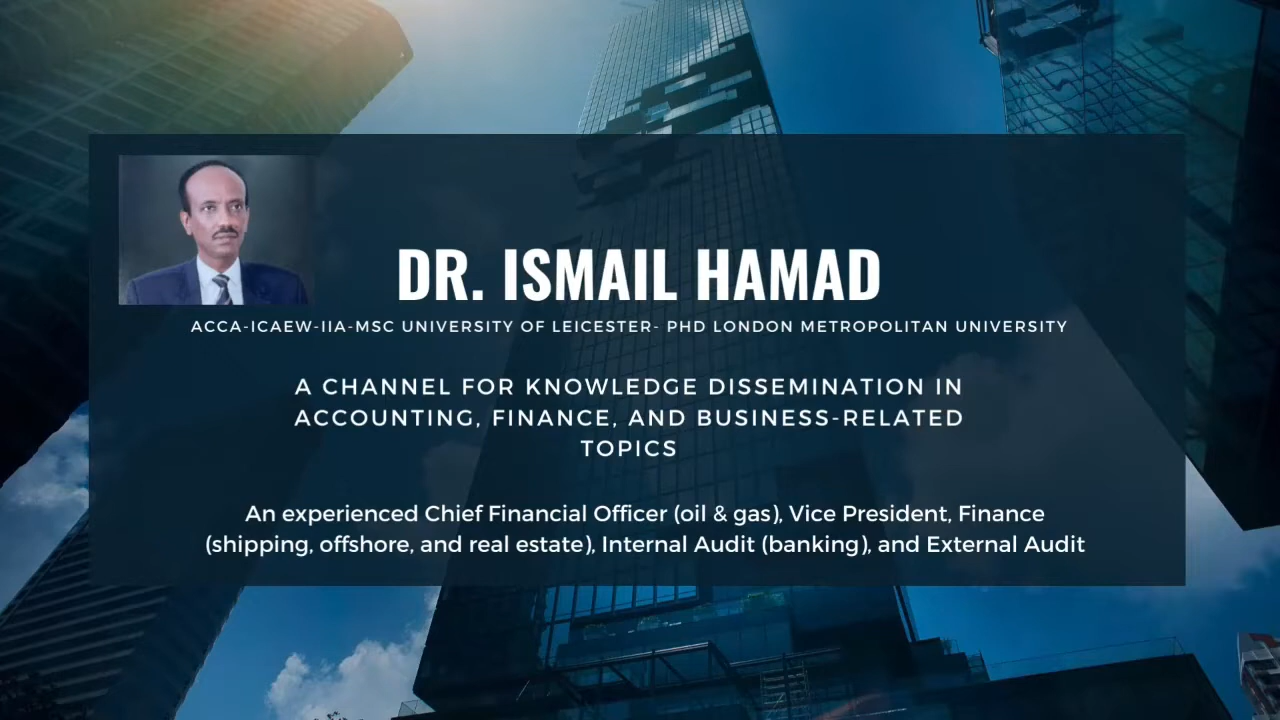 DR. ISMAIL HAMAD
ACCA-ICAEW-IIA-MSC UNIVERSITY OF LEICESTER- PHD LONDON METROPOLITAN UNIVERSITY
A CHANNEL FOR KNOWLEDGE DISSEMINATION IN
ACCOUNTING, FINANCE, AND BUSINESS-RELATED
TOPICS
An experienced Chief Financial Officer (oil & gas), Vice President, Finance
(shipping, offshore, and real estate), Internal Audit (banking), and External Audit